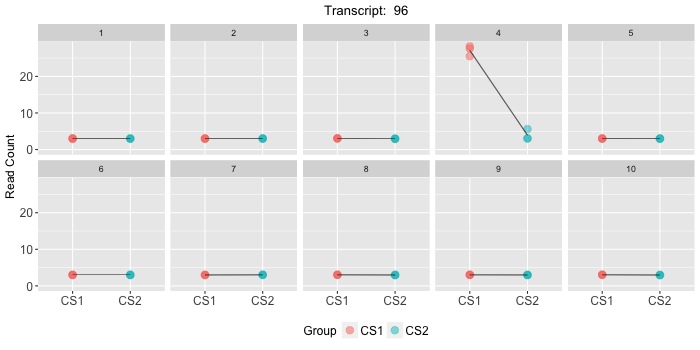 Transcript: 96
1 2 3 4 5
20
10
0
Read Count
6 7 8 9 10
20
10
0
CS1 CS2 CS1 CS2 CS1 CS2 CS1 CS2 CS1 CS2
Group CS1 CS2